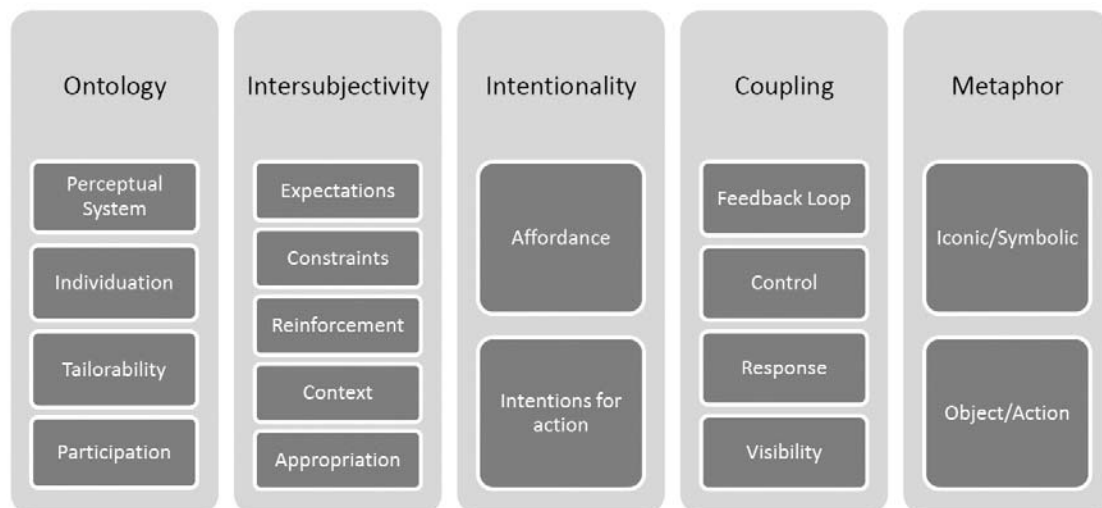 Ontology
Perceptual
System
Individuation
Tailorability
Participation
Intersubjectivity
Expectations
Constraints
Reinforcement
Context
Appropriation
Intentionality
Affordance
Intentions for
action
Coupling
Feedback Loop
Control
Response
Visibility
Metaphor
Iconic/Symbolic
Object/Action